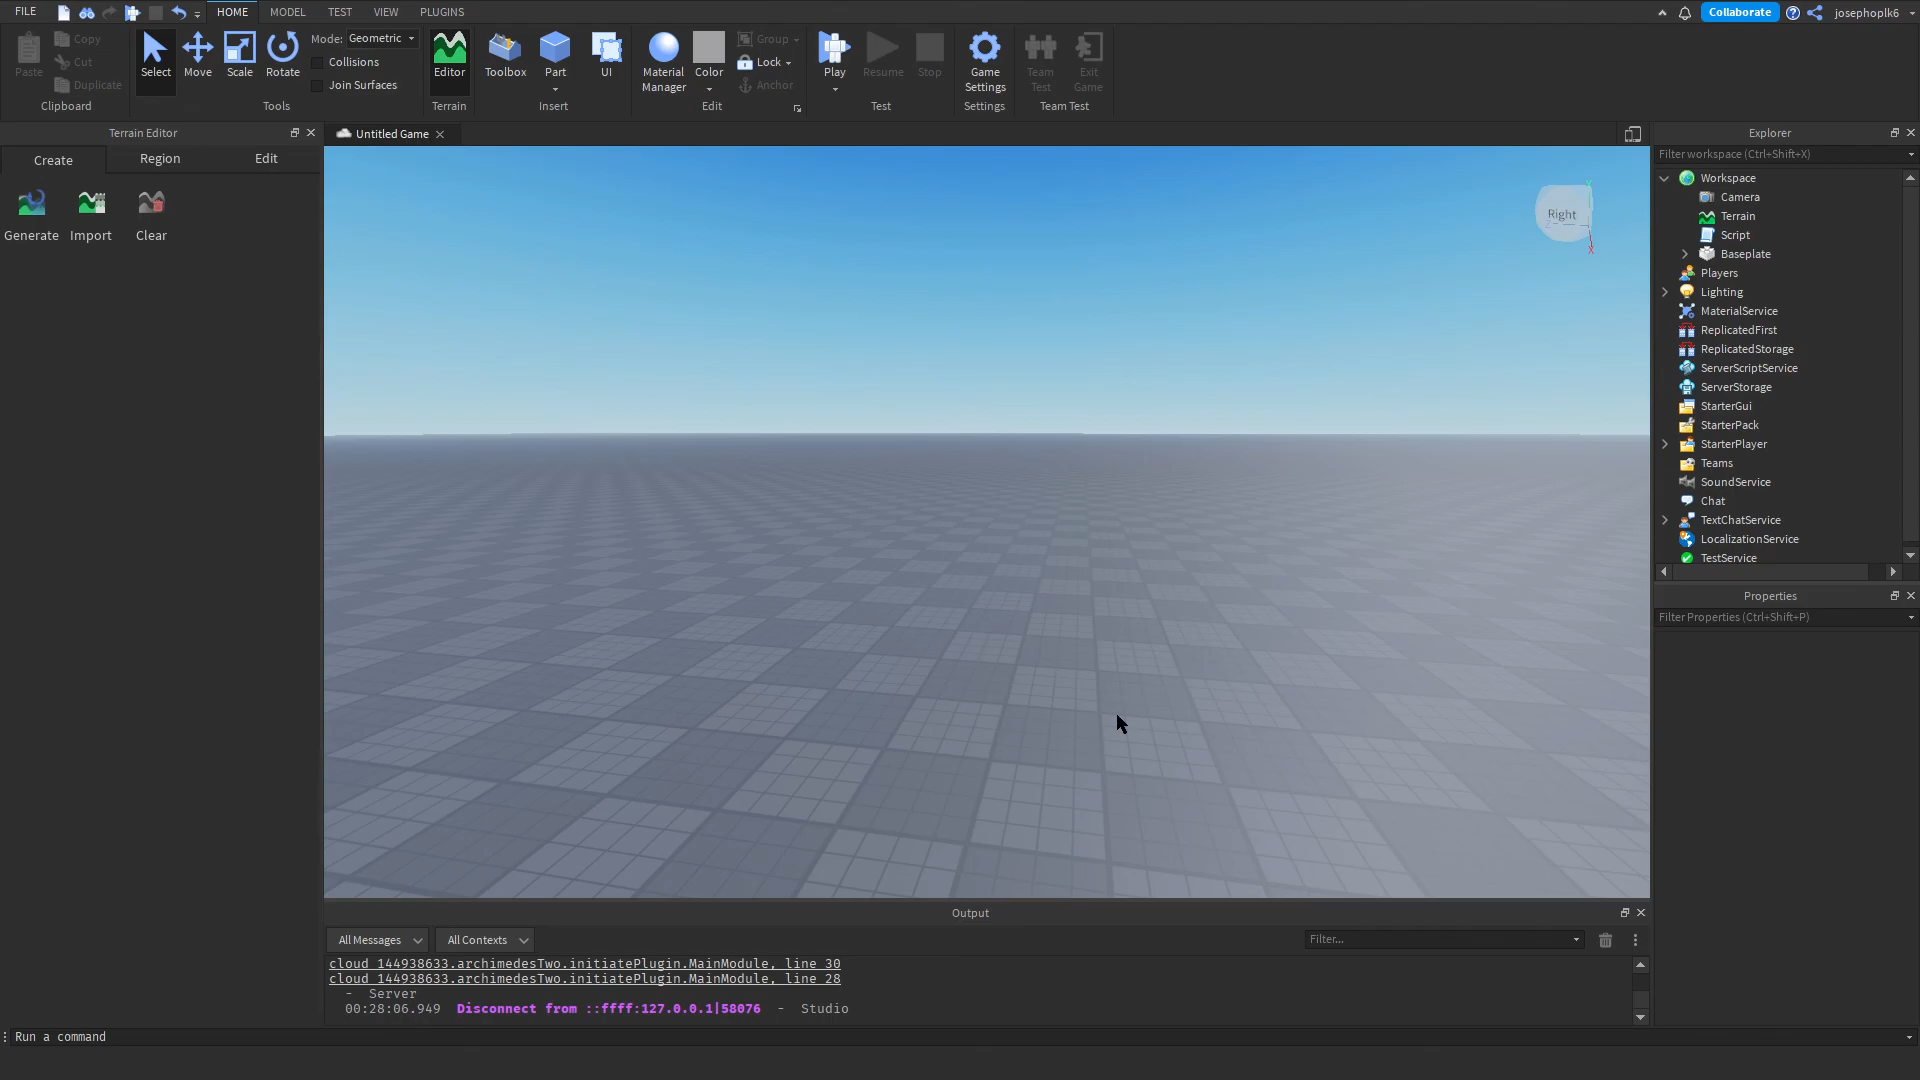 FILE
HOME
MODEL
TEST
VIEW
PLUGINS
Collaborate
josephoplk6
Paste
Copy
Cut
Duplicate
Clipboard
Select
Move
Scale
Rotate
Mode: Geometric
Collisions
Join Surfaces
Tools
Editor
Terrain
Toolbox
Part
UI
Insert
Material
Manager
Color
Group
Lock
Anchor
Edit
Play
Resume
Stop
Test
Game
Settings
Settings
Team
Test
Exit
Game
Team Test
Terrain Editor
Create
Region
Edit
Generate
Import
Clear
Untitled Game
Right
Y
Z
X
Explorer
Filter workspace (Ctrl+Shift+X)
Workspace
Camera
Terrain
Script
Baseplate
Players
Lighting
MaterialService
ReplicatedFirst
ReplicatedStorage
ServerScriptService
ServerStorage
StarterGui
StarterPack
StarterPlayer
Teams
SoundService
Chat
TextChatService
LocalizationService
TestService
Properties
Filter Properties (Ctrl+Shift+P)
Output
All Messages
All Contexts
Filter...
cloud_144938633.archimedesTwo.initiatePlugin.MainModule, line 30
cloud_144938633.archimedesTwo.initiatePlugin.MainModule, line 28
- Server
00:28:06.949 Disconnect from ::ffff:127.0.0.1|58076 - Studio
Run a command